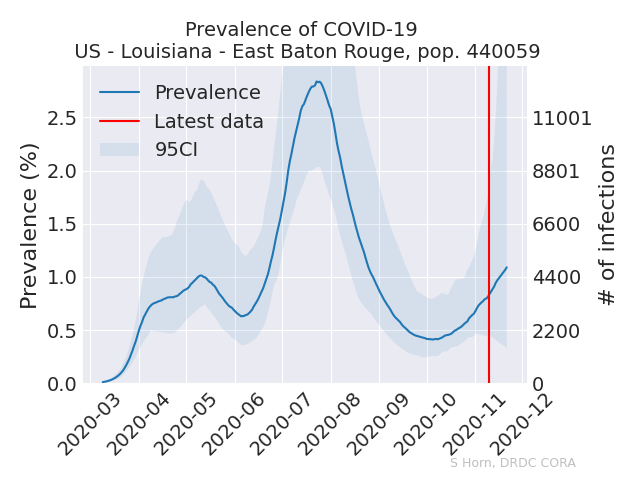 Prevalence of COVID-19
US - Louisiana - East Baton Rouge, pop. 440059
Prevalence
Latest data
95CI
Prevalence (%)
2.5
2.0
1.5
1.0
0.5
0.0
11001
8801
6600
4400
2200
0
# of infections
2020-03
2020-04
2020-05
2020-06
2020-07
2020-08
2020-09
2020-10
2020-11
2020-12
S Horn, DRDC CORA